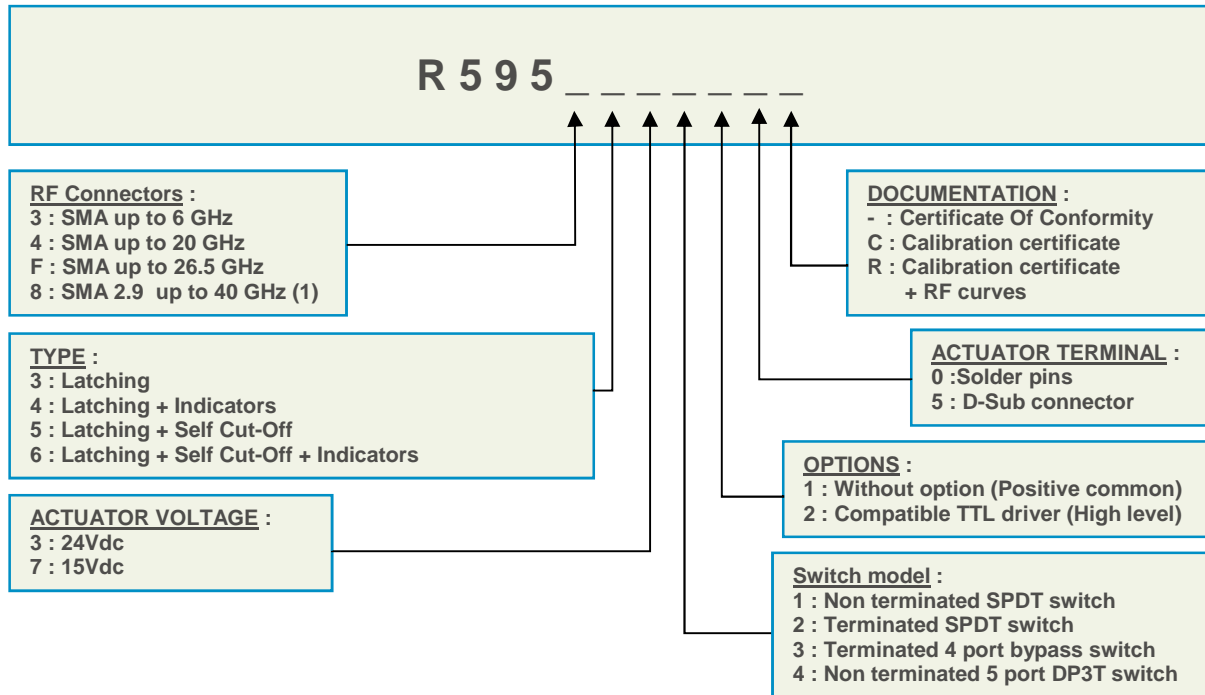 R 5 9 5 _ _ _ _ _ _ _
RF Connectors :
3 : SMA up to 6 GHz
4 : SMA up to 20 GHz
F : SMA up to 26.5 GHz
8 : SMA 2.9 up to 40 GHz (1)
TYPE :
3 : Latching
4 : Latching + Indicators
5 : Latching + Self Cut-Off
6 : Latching + Self Cut-Off + Indicators
ACTUATOR VOLTAGE :
3 : 24Vdc
7 : 15Vdc
DOCUMENTATION :
- : Certificate Of Conformity
C : Calibration certificate
R : Calibration certificate
+ RF curves
ACTUATOR TERMINAL :
0 :Solder pins
5 : D-Sub connector
OPTIONS :
1 : Without option (Positive common)
2 : Compatible TTL driver (High level)
Switch model :
1 : Non terminated SPDT switch
2 : Terminated SPDT switch
3 : Terminated 4 port bypass switch
4 : Non terminated 5 port DP3T switch